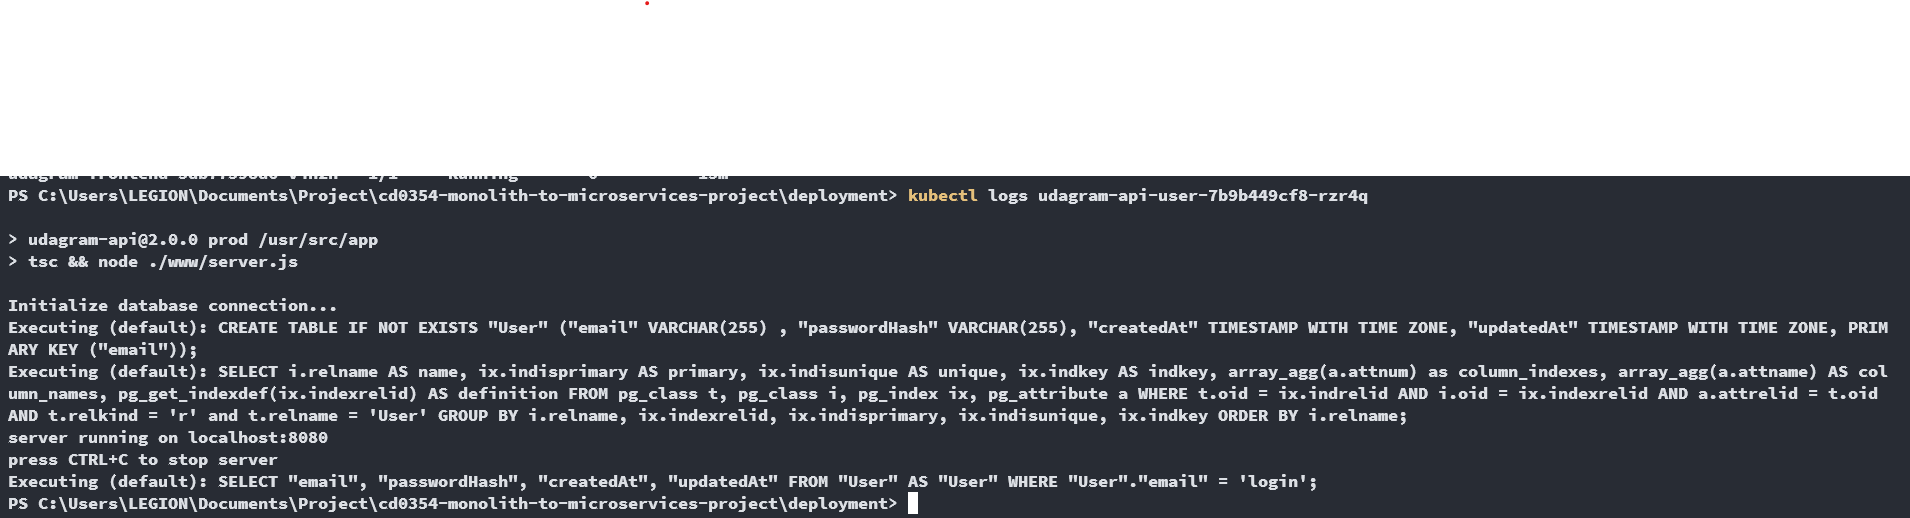 PS C:\Users\LEGION\Documents\Project\cd0354-monolith-to-microservices-project\deployment> kubectl logs udagram-api-user-7b9b449cf8-rzr4q
> udagram-api@2.0.0 prod /usr/src/app
> tsc && node ./www/server.js
Initialize database connection...
Executing (default): CREATE TABLE IF NOT EXISTS "User" ("email" VARCHAR(255) , "passwordHash" VARCHAR(255), "createdAt" TIMESTAMP WITH TIME ZONE, "updatedAt" TIMESTAMP WITH TIME ZONE, PRIM
ARY KEY ("email"));
Executing (default): SELECT i.relname AS name, ix.indisprimary AS primary, ix.indisunique AS unique, ix.indkey AS indkey, array_agg(a.attnum) as column_indexes, array_agg(a.attname) AS col
umn_names, pg_get_indexdef(ix.indexrelid) AS definition FROM pg_class t, pg_class i, pg_index ix, pg_attribute a WHERE t.oid = ix.indrelid AND i.oid = ix.indexrelid AND a.attrelid = t.oid
AND t.relkind = 'r' and t.relname = 'User' GROUP BY i.relname, ix.indexrelid, ix.indisprimary, ix.indisunique, ix.indkey ORDER BY i.relname;
server running on localhost:8080
press CTRL+C to stop server
Executing (default): SELECT "email", "passwordHash", "createdAt", "updatedAt" FROM "User" AS "User" WHERE "User"."email" = 'login';
PS C:\Users\LEGION\Documents\Project\cd0354-monolith-to-microservices-project\deployment>